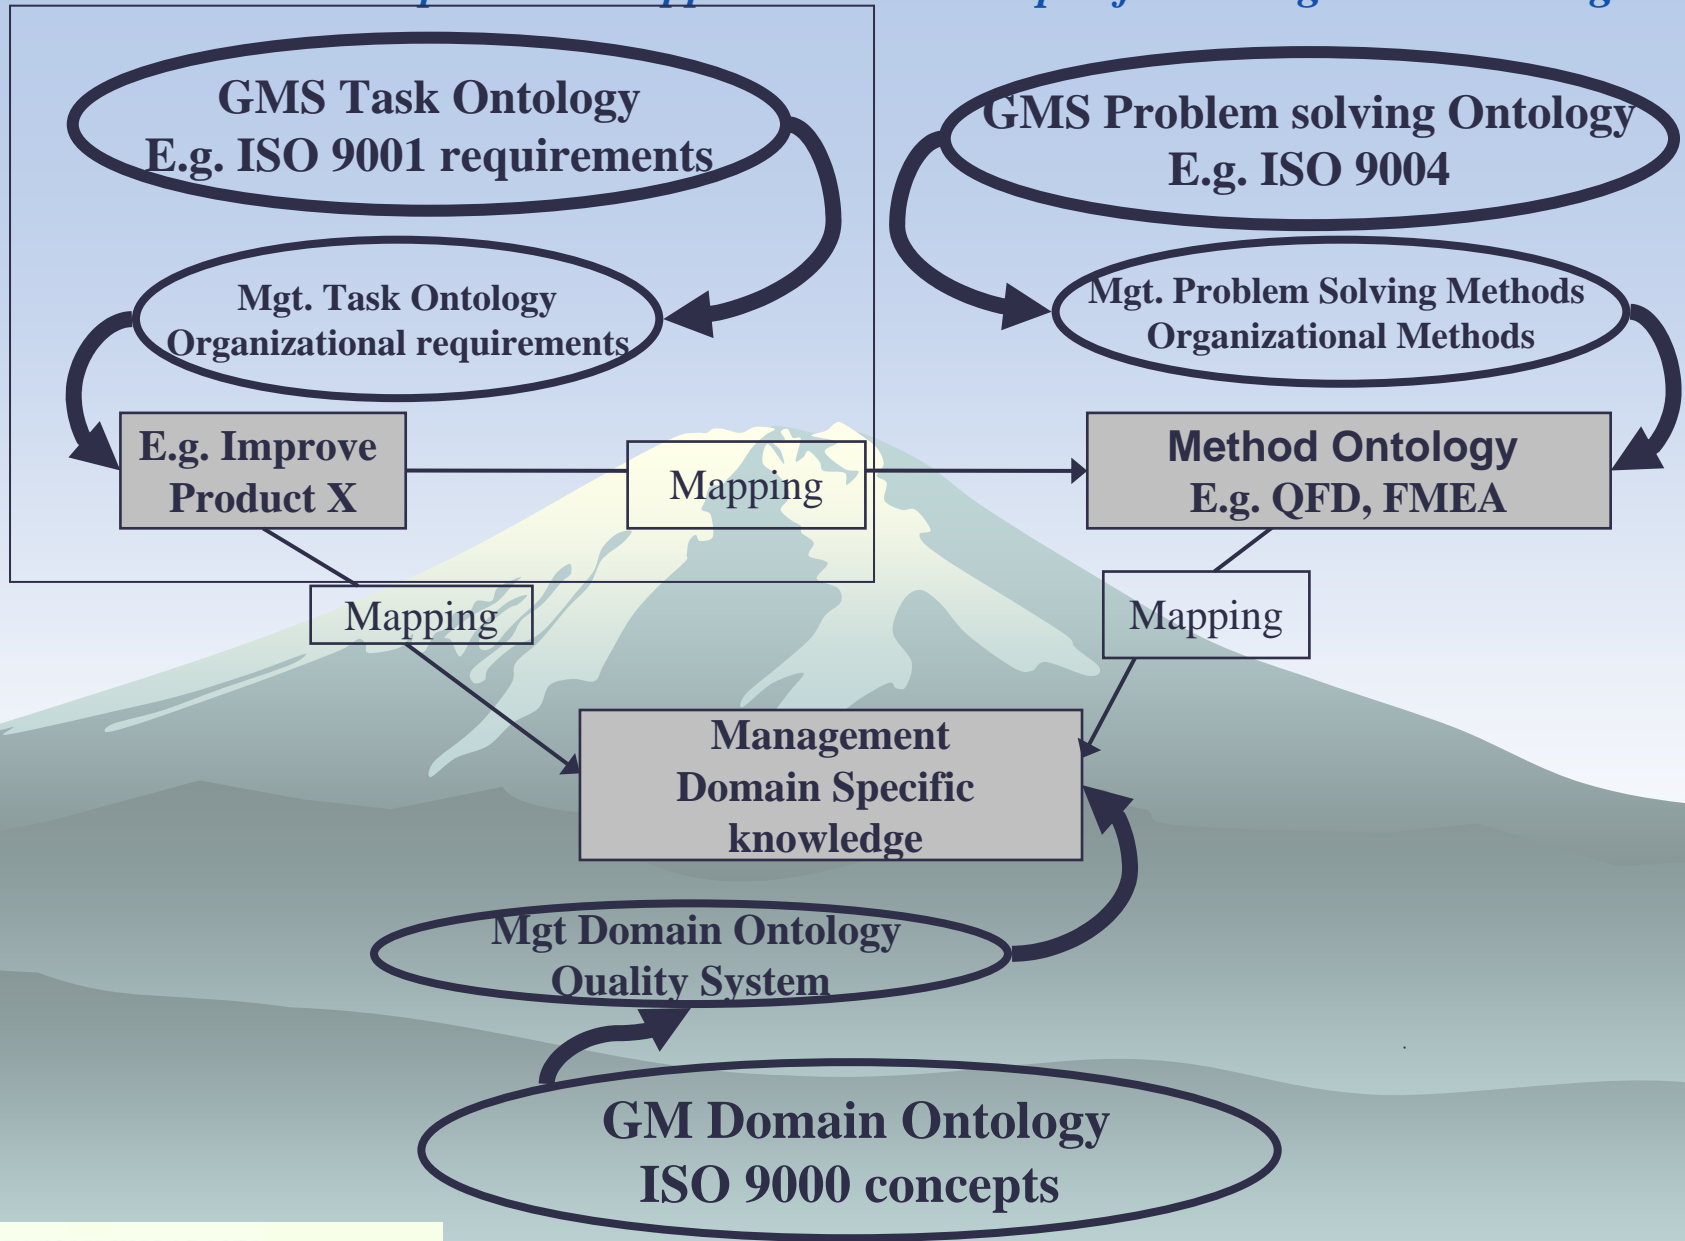 GMS Task Ontology
E.g. ISO 9001 requirements
GMS Problem solving Ontology
E.g. ISO 9004
Mgt. Task Ontology
Organizational requirements
Mgt. Problem Solving Methods
Organizational Methods
E.g. Improve
Product X
Mapping
Method Ontology
E.g. QFD, FMEA
Mapping
Mapping
Management
Domain Specific
knowledge
Mgt Domain Ontology
Quality System
GM Domain Ontology
ISO 9000 concepts